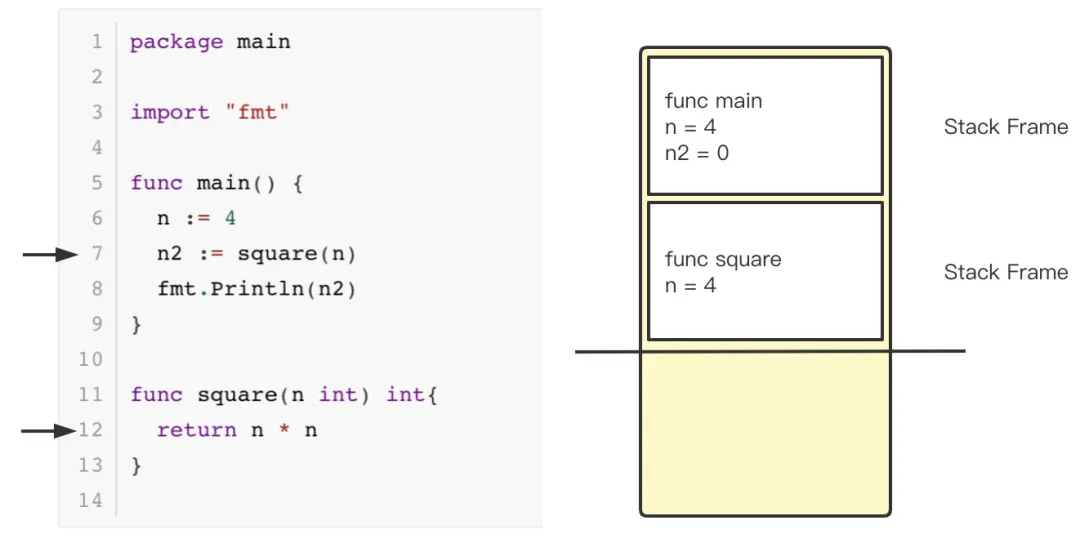 1 package main
2
3 import "fmt"
4
5 func main() {
6   n := 4
7   n2 := square(n)
8   fmt.Println(n2)
9 }
10
11 func square(n int) int{
12   return n * n
13 }
14
func main
n = 4
n2 = 0
Stack Frame
func square
n = 4
Stack Frame